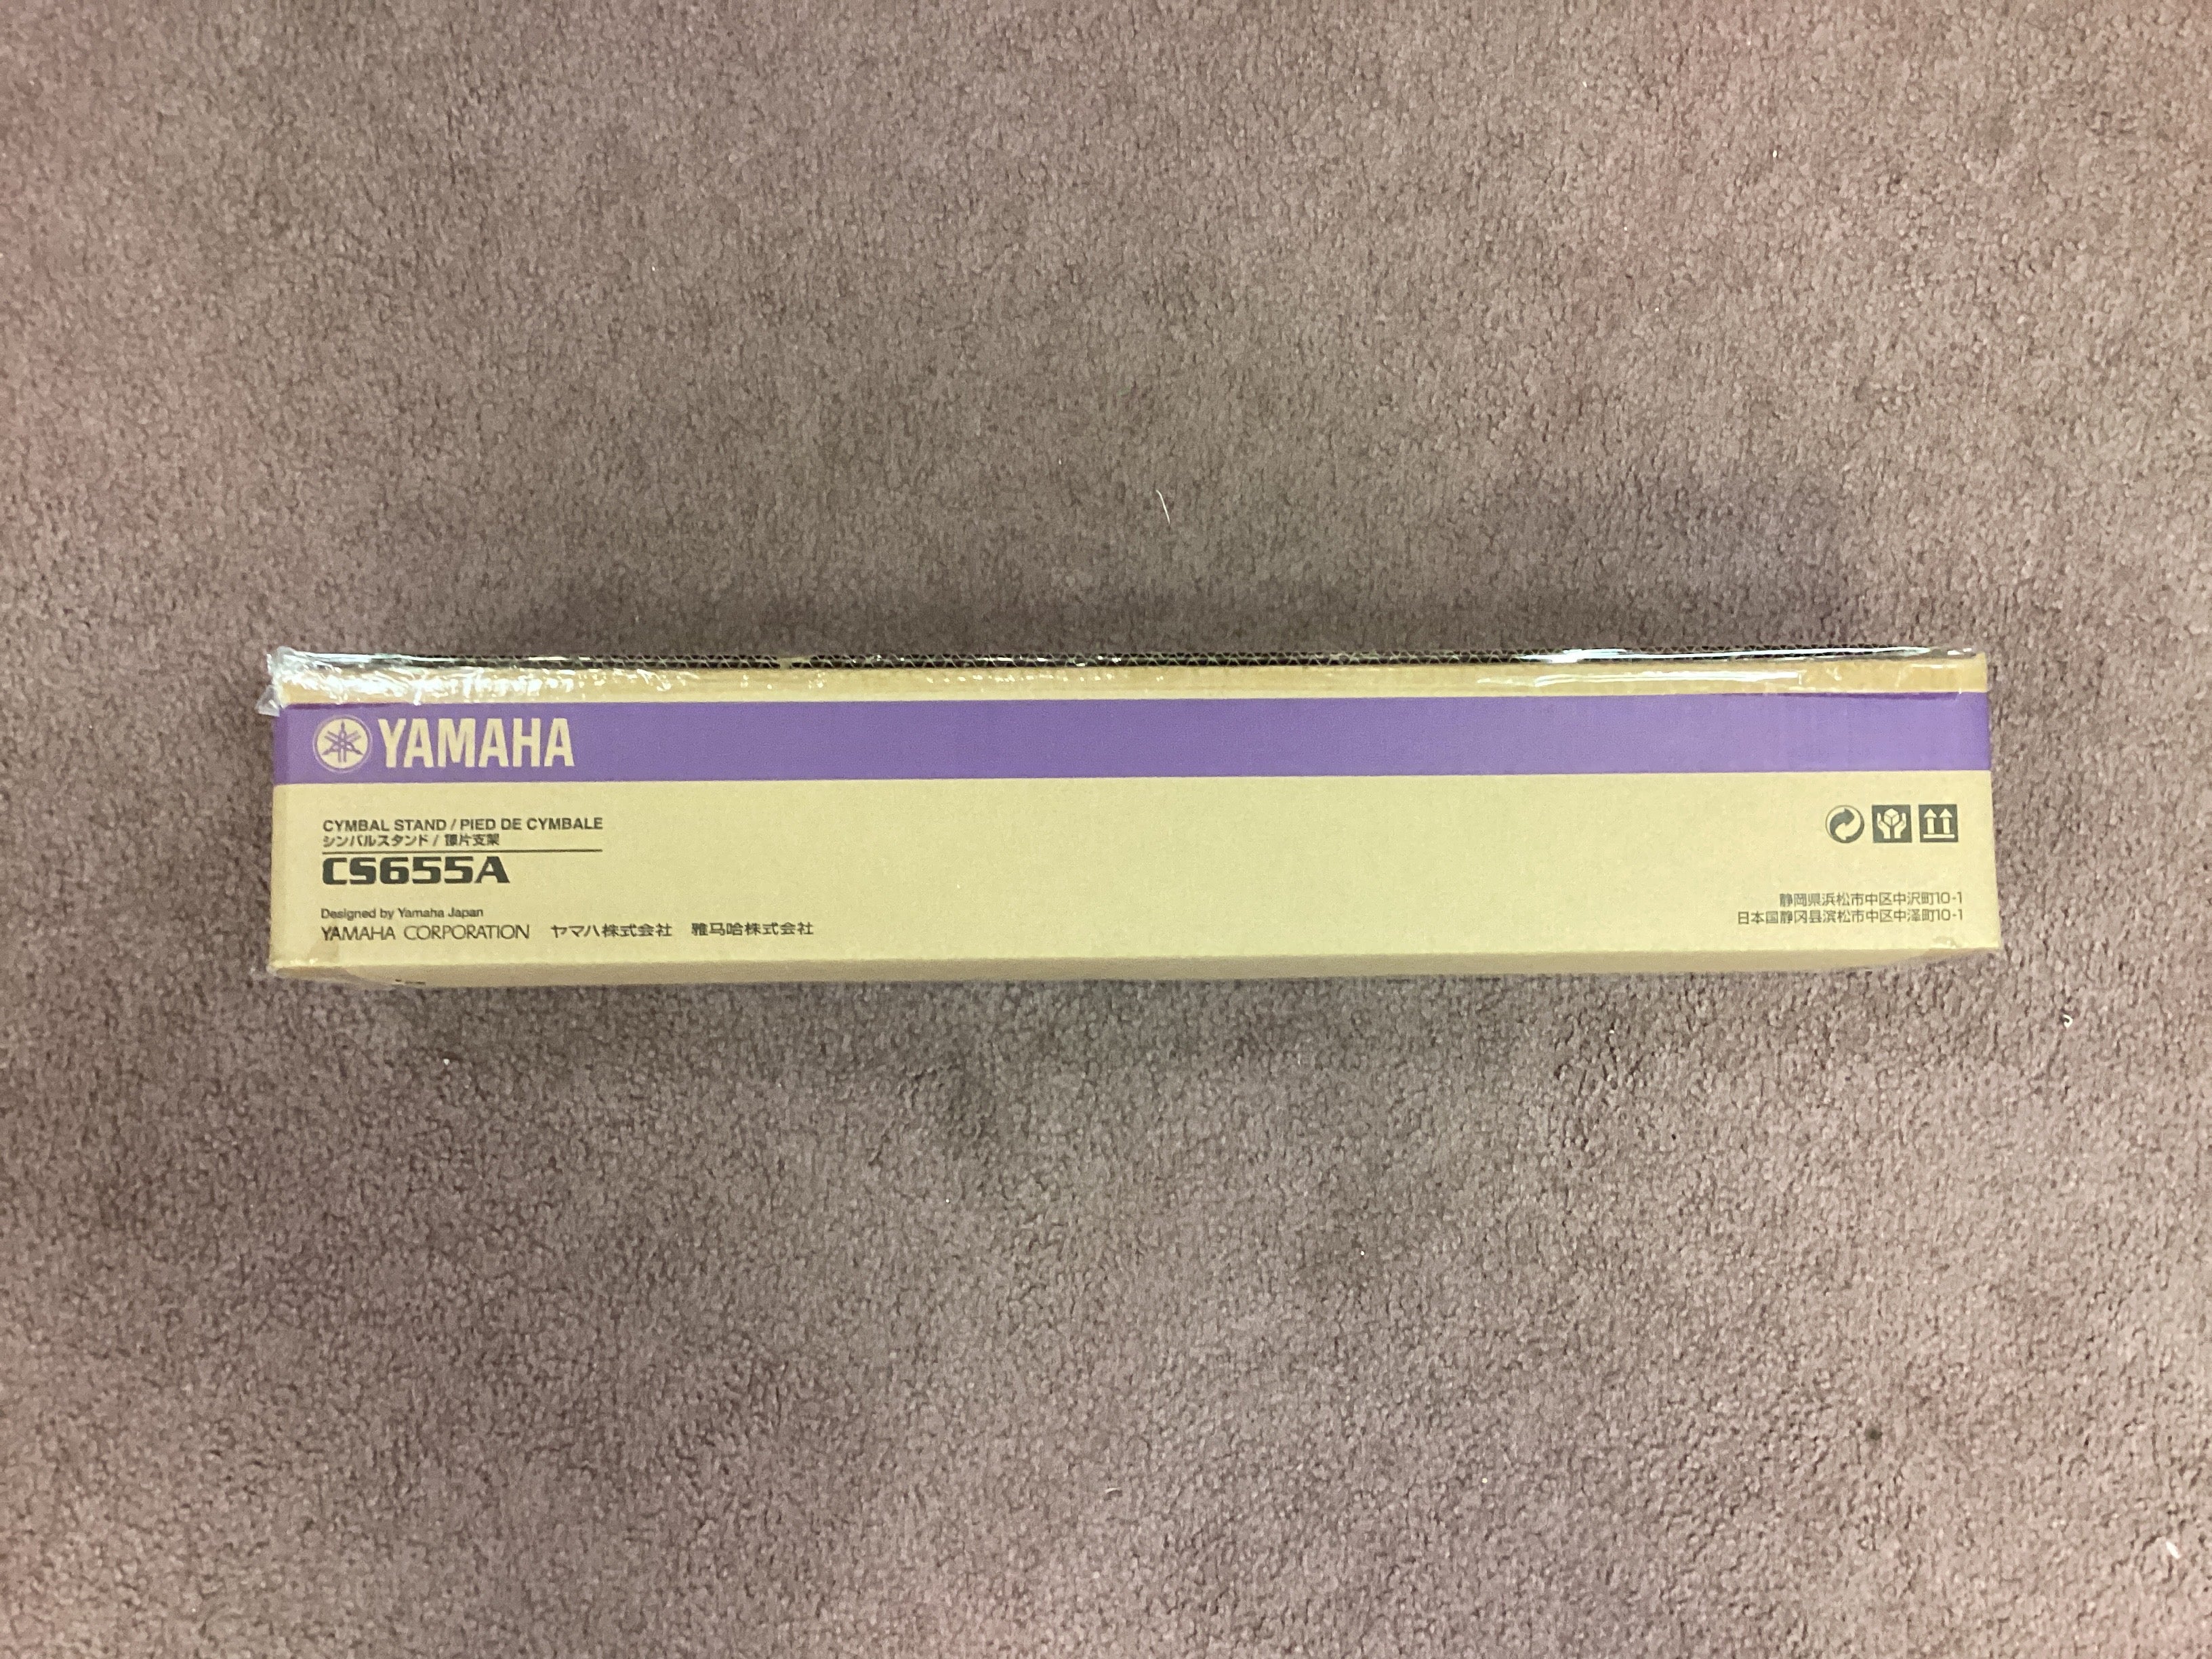 YAMAHA
CYMBAL STAND / PIED DE CYMBALE
シンバルスタンド / 镲片支架
CS655A
Designed by Yamaha Japan
YAMAHA CORPORATION ヤマハ株式会社 雅马哈株式会社
静岡県浜松市中区中沢町10-1
日本国静冈县滨松市中区中泽町10-1